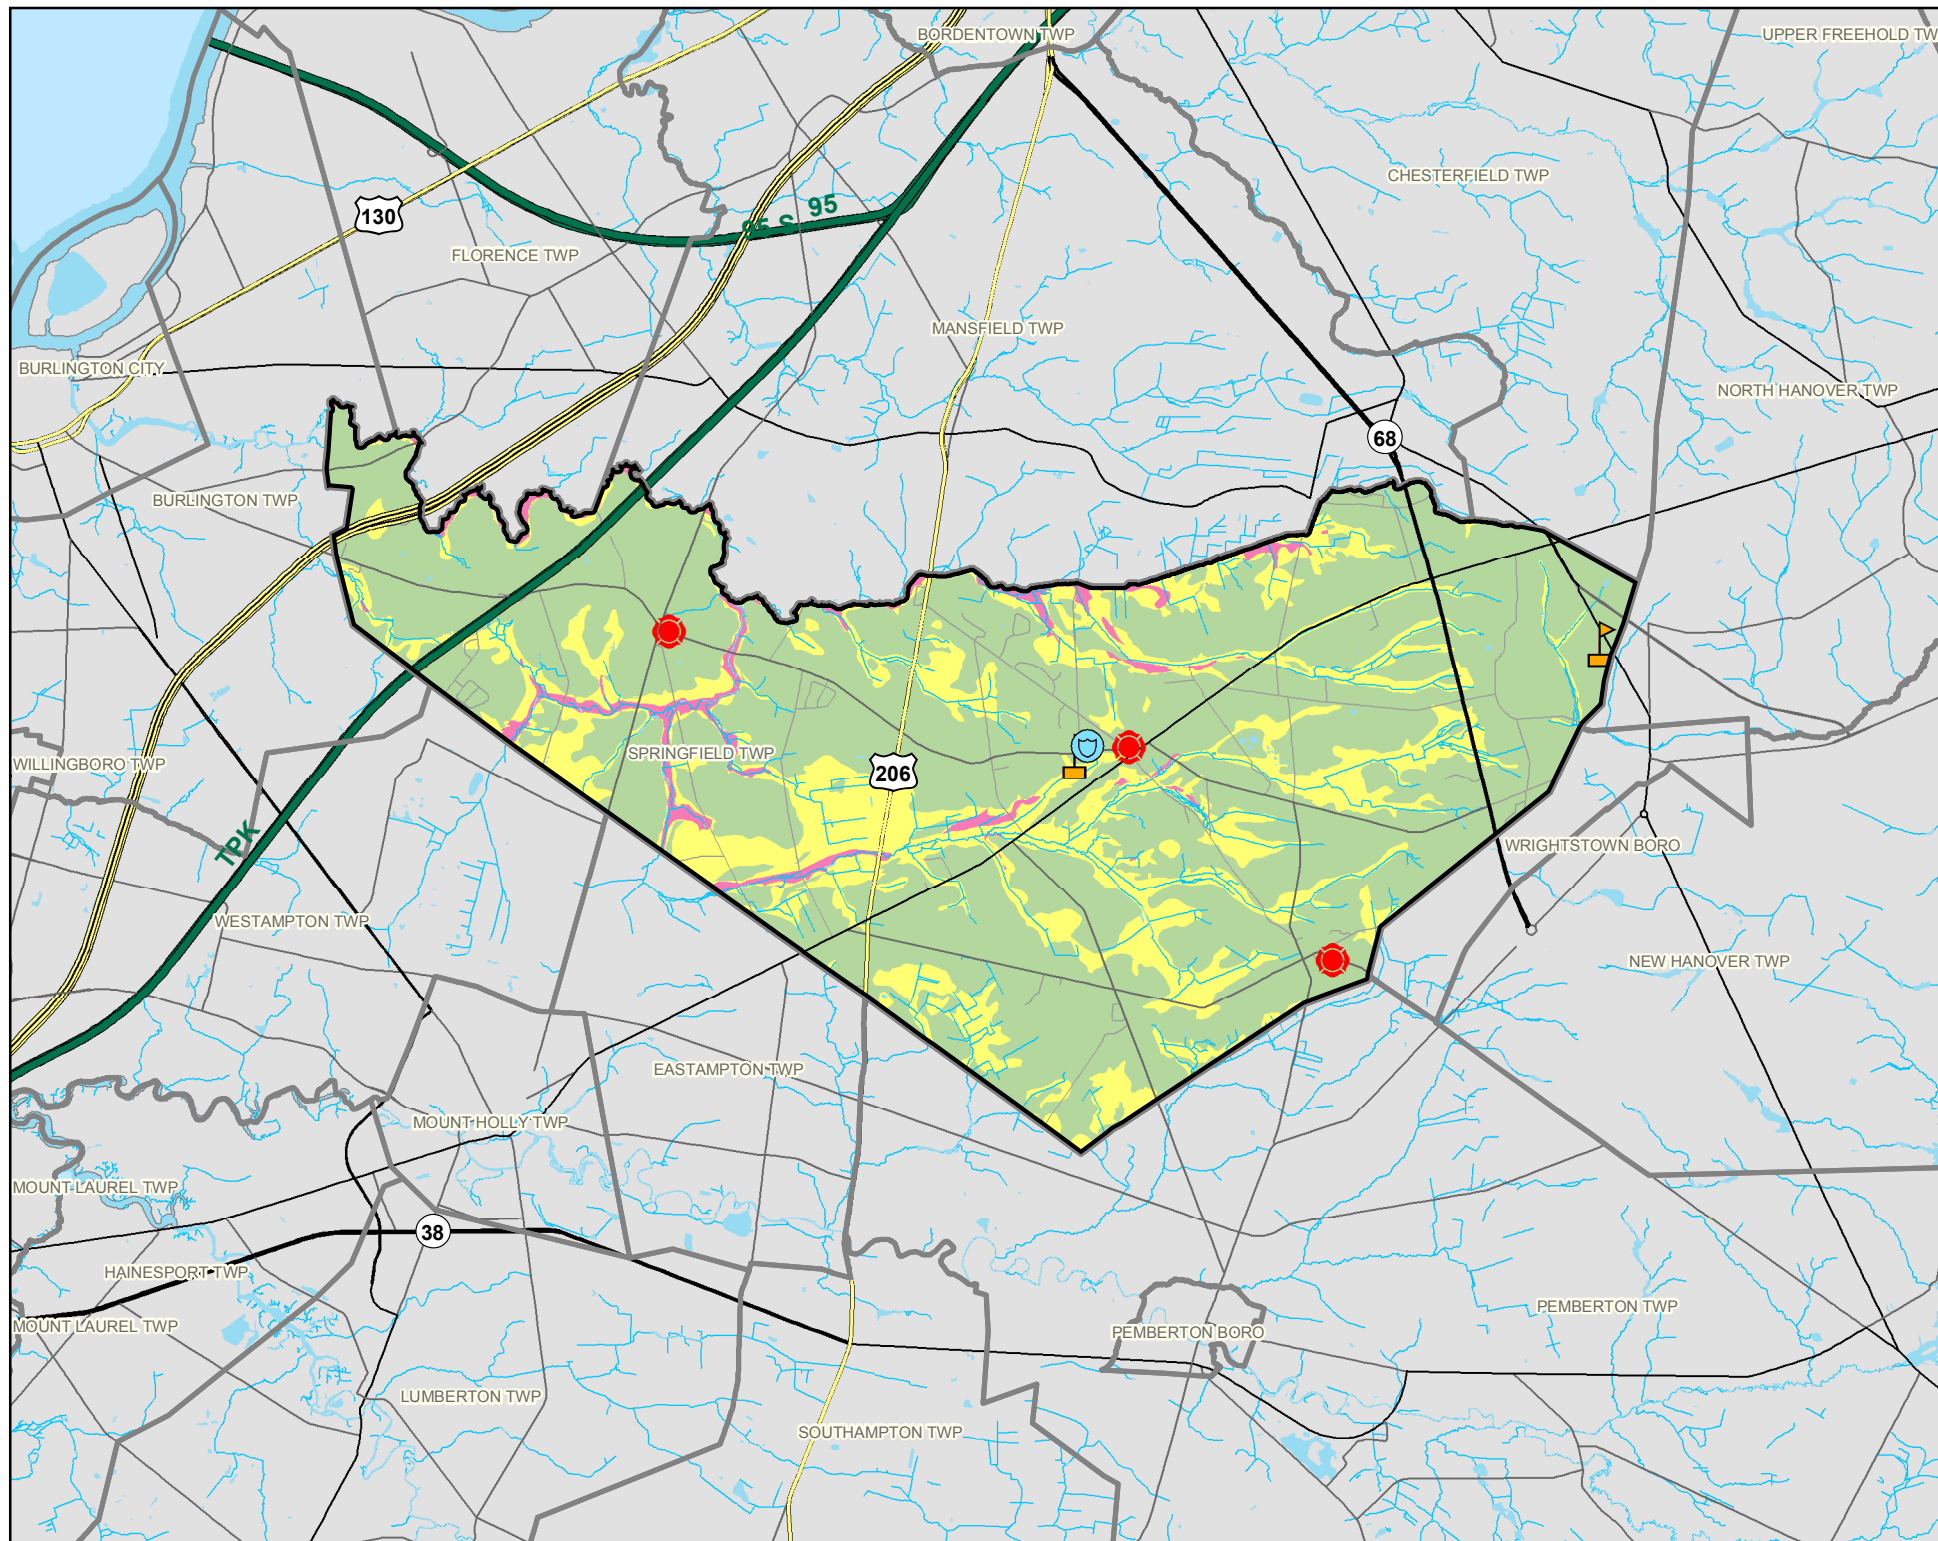 BORDENTOWN TWP
UPPER FREEHOLD TW
CHESTERFIELD TWP
130
95 S
95
FLORENCE TWP
MANSFIELD TWP
BURLINGTON CITY
NORTH HANOVER TWP
68
BURLINGTON TWP
SPRINGFIELD TWP
206
WILLINGBORO TWP
TPK
WRIGHTSTOWN BORO
WESTAMPTON TWP
NEW HANOVER TWP
EASTAMPTON TWP
MOUNT HOLLY TWP
MOUNT LAUREL TWP
38
HAINESPORT TWP
MOUNT LAUREL TWP
PEMBERTON TWP
PEMBERTON BORO
LUMBERTON TWP
SOUTHAMPTON TWP